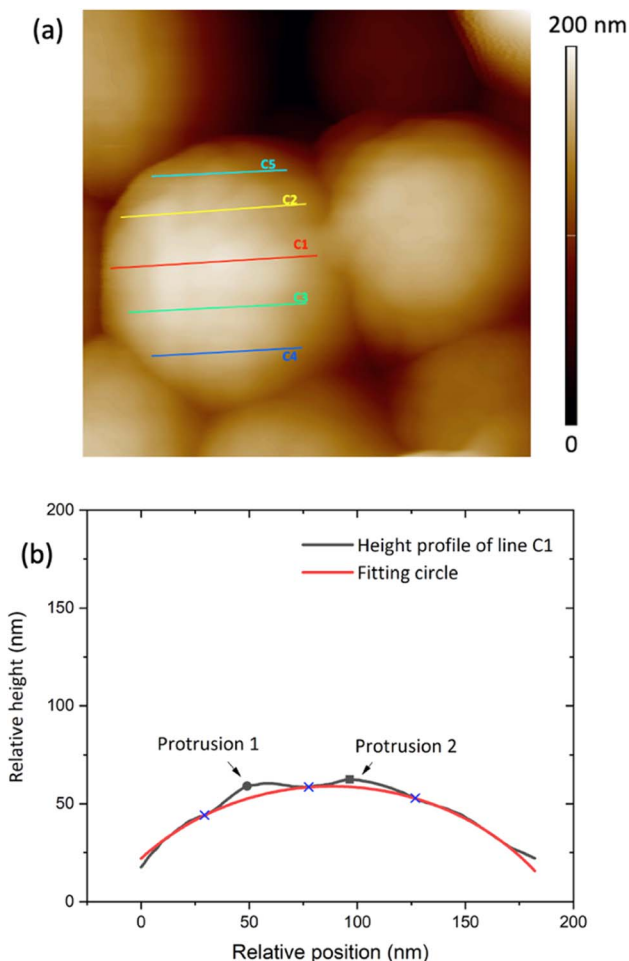 (a)
200 nm
C5
C2
C1
C3
C4
0
(b)
200
150
100
50
0
Relative height (nm)
Height profile of line C1
Fitting circle
Protrusion 1
Protrusion 2
0
50
100
150
200
Relative position (nm)